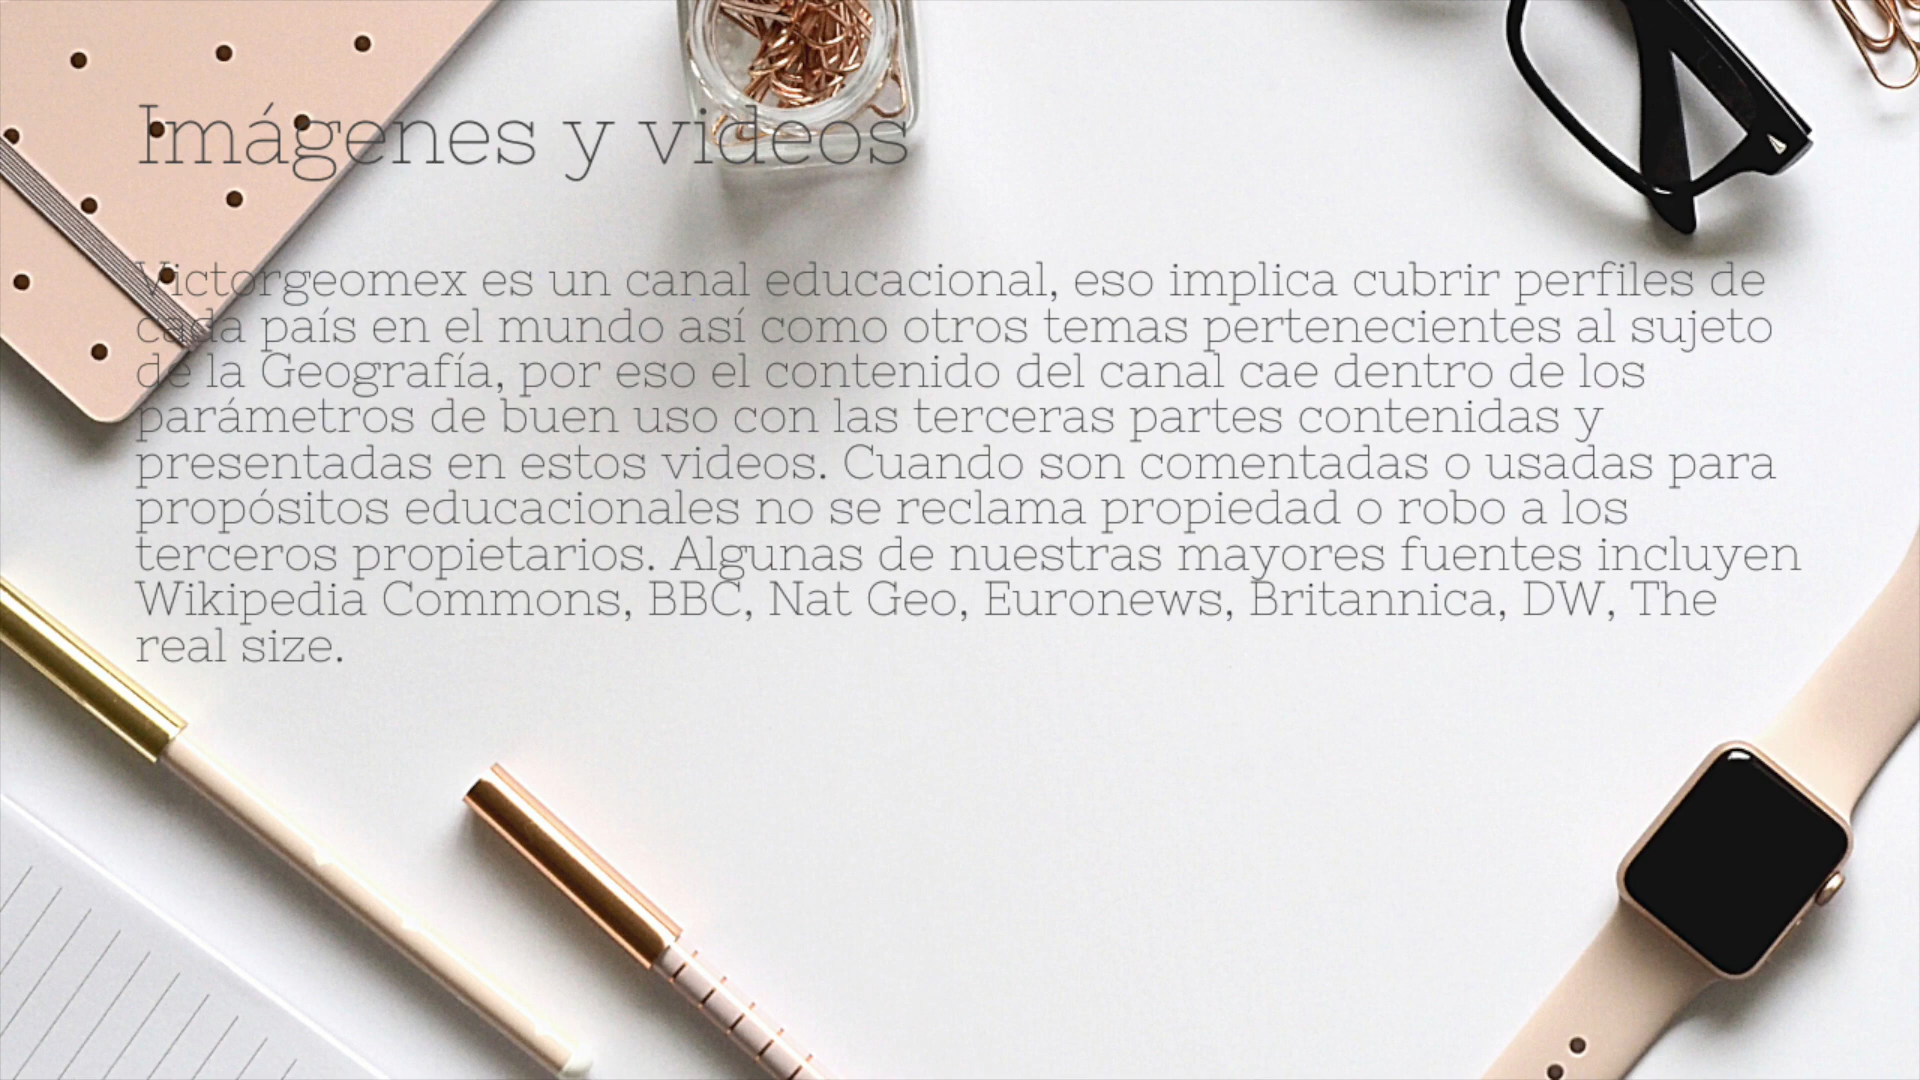 Imágenes y videos
Victorgeomex es un canal educacional, eso implica cubrir perfiles de
cada país en el mundo así como otros temas pertenecientes al sujeto
de la Geografía, por eso el contenido del canal cae dentro de los
parámetros de buen uso con las terceras partes contenidas y
presentadas en estos videos. Cuando son comentadas o usadas para
propósitos educacionales no se reclama propiedad o robo a los
terceros propietarios. Algunas de nuestras mayores fuentes incluyen
Wikipedia Commons, BBC, Nat Geo, Euronews, Britannica, DW, The
real size.